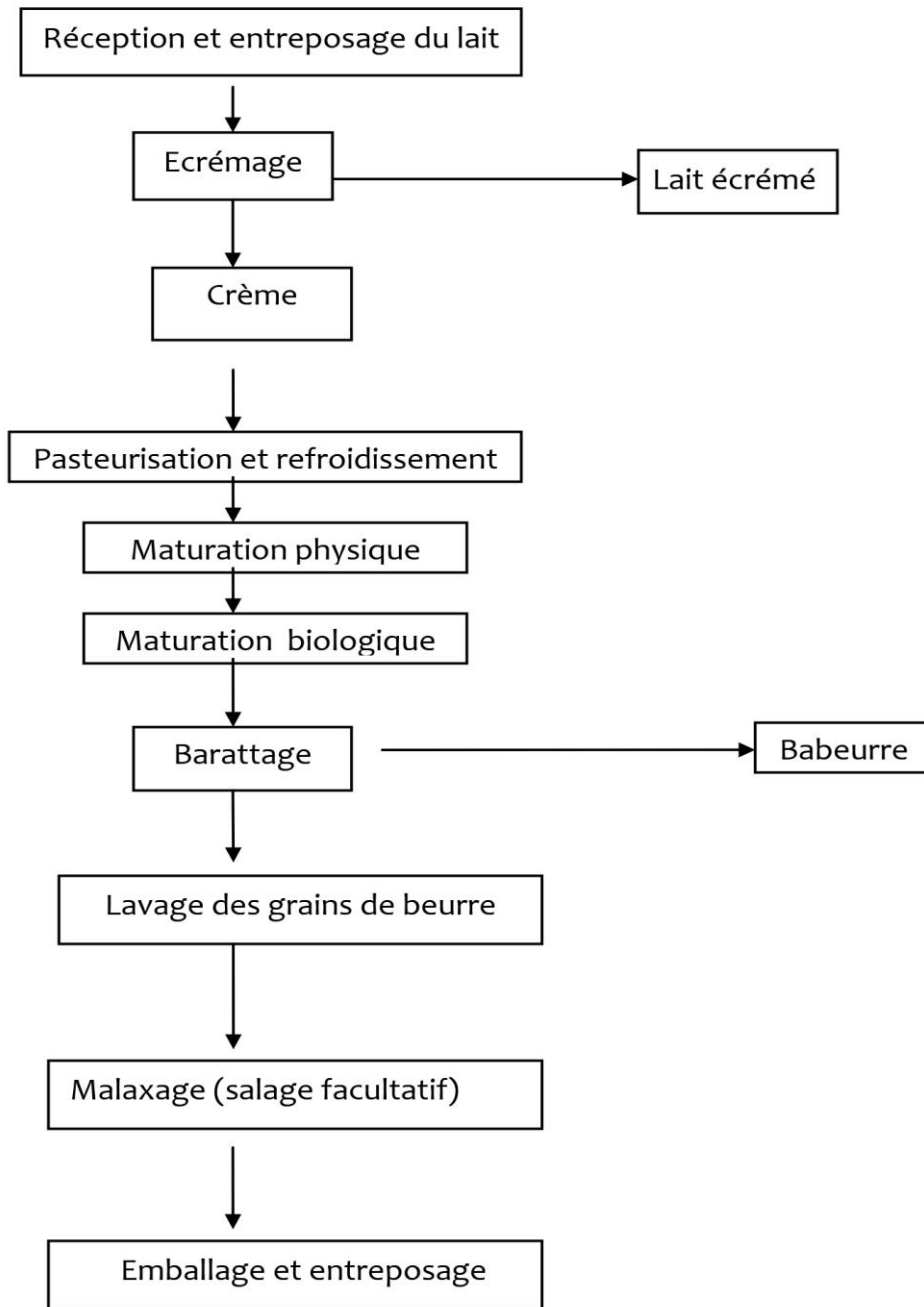 Réception et entreposage du lait
Ecrémage
Lait écrémé
Crème
Pasteurisation et refroidissement
Maturation physique
Maturation biologique
Barattage
Babeurre
Lavage des grains de beurre
Malaxage (salage facultatif)
Emballage et entreposage